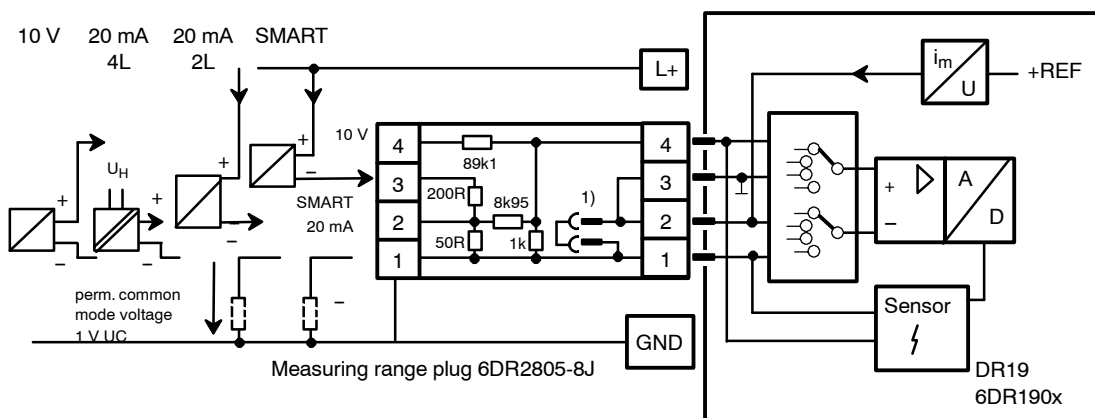 10 V 20 mA 20 mA SMART
4L 2L
L+
i_m
U
+REF
+
−
10 V
4
3
2
1
89k1
200R
8k95
50R
1k
1)
4
3
2
1
+
−
A
D
U_H
+
−
+
−
+
−
−
SMART
20 mA
+
−
−
perm. common
mode voltage
1 V UC
GND
Sensor
Measuring range plug 6DR2805-8J
DR19
6DR190x